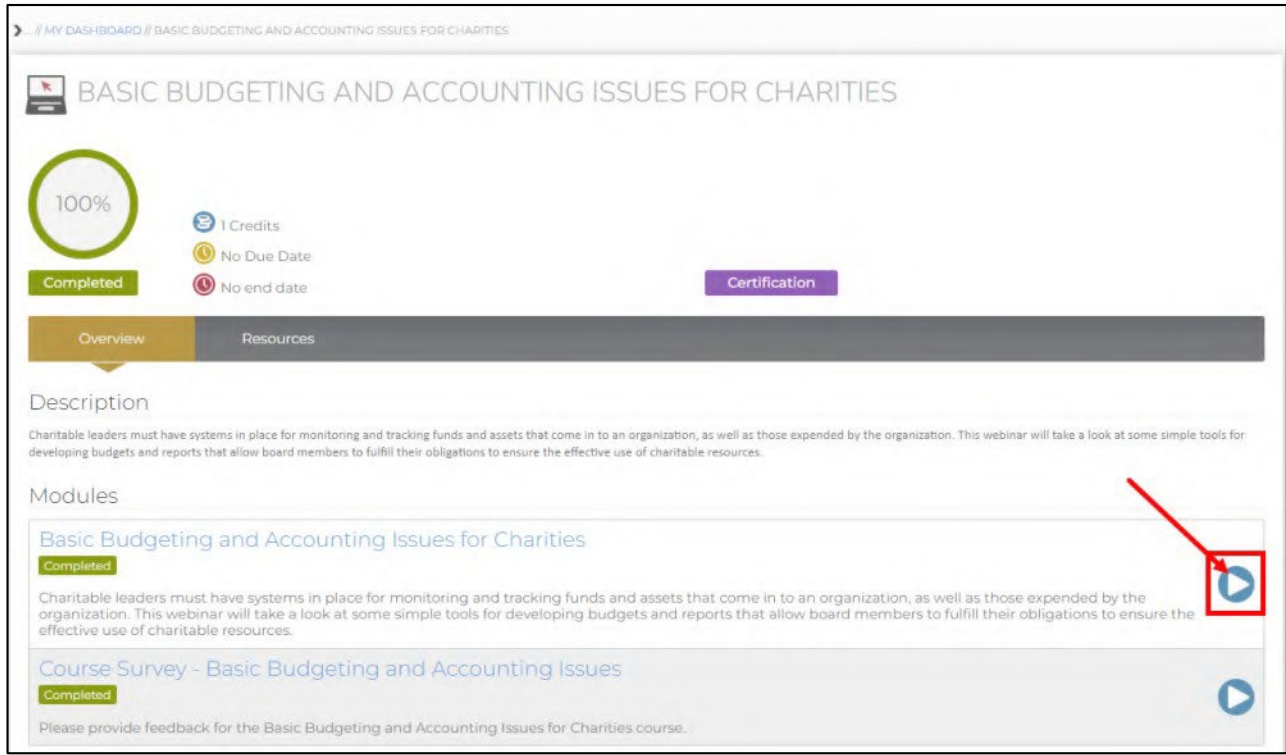 ... // MY DASHBOARD // BASIC BUDGETING AND ACCOUNTING ISSUES FOR CHARITIES
BASIC BUDGETING AND ACCOUNTING ISSUES FOR CHARITIES
100%
1 Credits
No Due Date
Completed
No end date
Certification
Overview
Resources
Description
Charitable leaders must have systems in place for monitoring and tracking funds and assets that come in to an organization, as well as those expended by the organization. This webinar will take a look at some simple tools for
developing budgets and reports that allow board members to fulfill their obligations to ensure the effective use of charitable resources.
Modules
Basic Budgeting and Accounting Issues for Charities
Completed
Charitable leaders must have systems in place for monitoring and tracking funds and assets that come in to an organization, as well as those expended by the
organization. This webinar will take a look at some simple tools for developing budgets and reports that allow board members to fulfill their obligations to ensure the
effective use of charitable resources.
Course Survey - Basic Budgeting and Accounting Issues
Completed
Please provide feedback for the Basic Budgeting and Accounting Issues for Charities course.